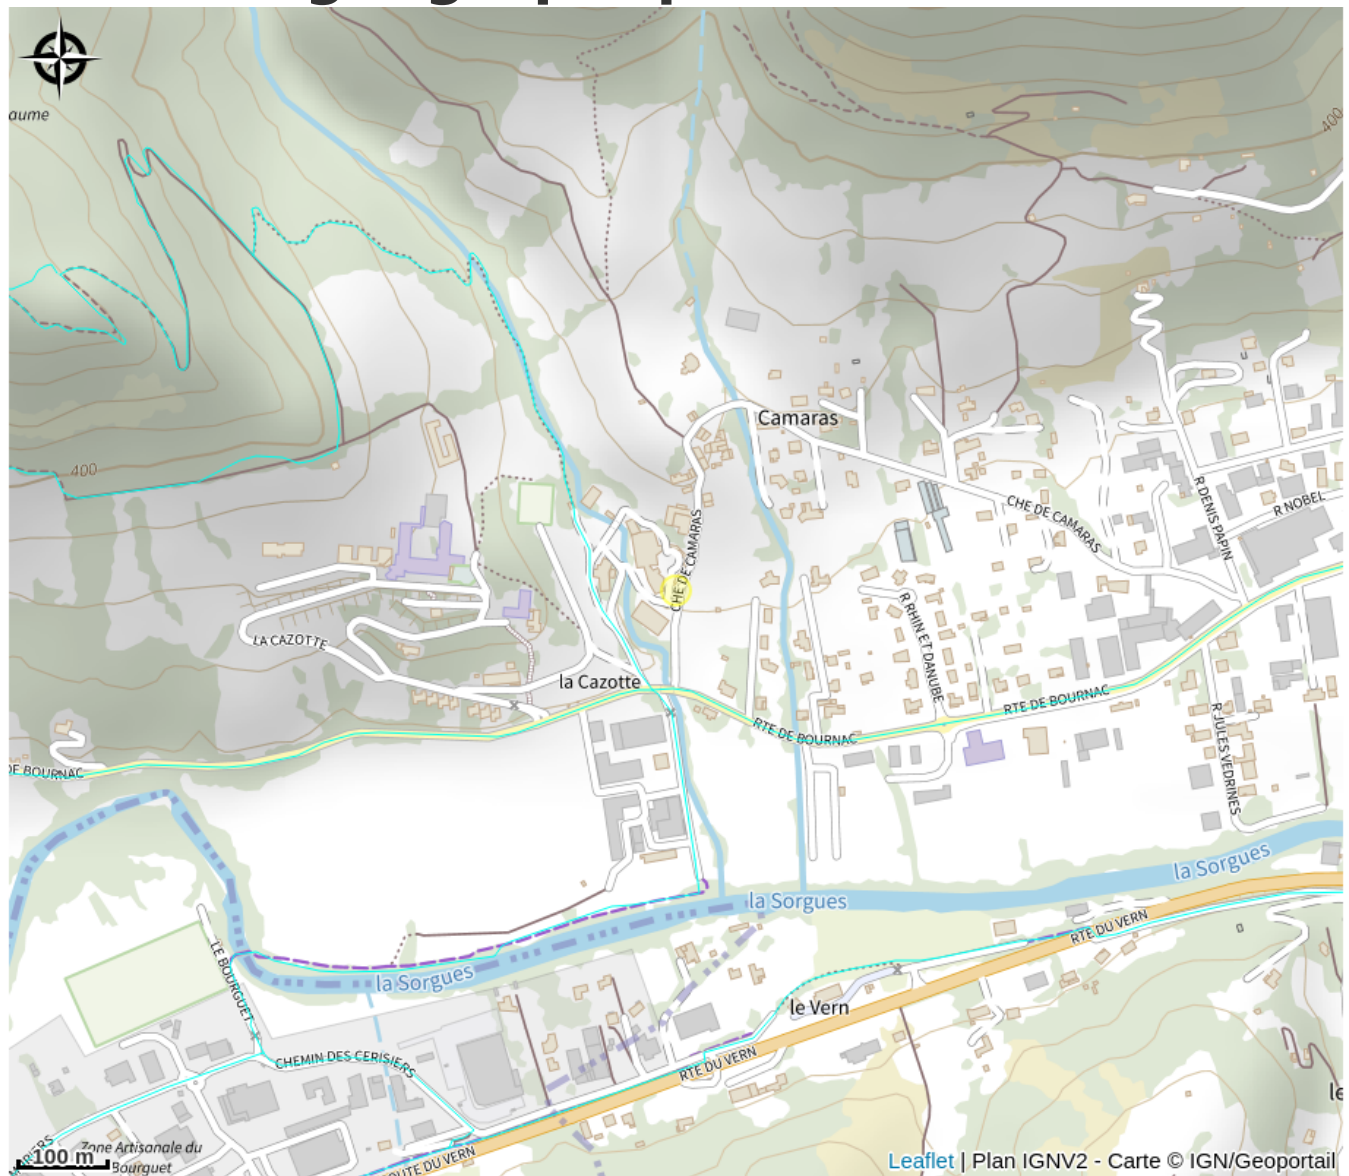 aume
400
Camaras
400
CHE DE CAMARAS
R DENIS PAPIN
R NOBEL
CHE DE CAMARAS
R RHIN ET DANUBE
LA CAZOTTE
la Cazotte
RTE DE BOURNAC
RTE DE BOURNAC
R JULES VEDRINES
DE BOURNAC
la Sorgues
la Sorgues
RTE DU VERN
LE BOURGUET
la Sorgues
le Vern
CHEMIN DES CERISIERS
RTE DU VERN
le
Zone Artisanale du
Bourguet
100 m
OUTE DU VERN
Leaflet | Plan IGNV2 - Carte © IGN/Geoportail